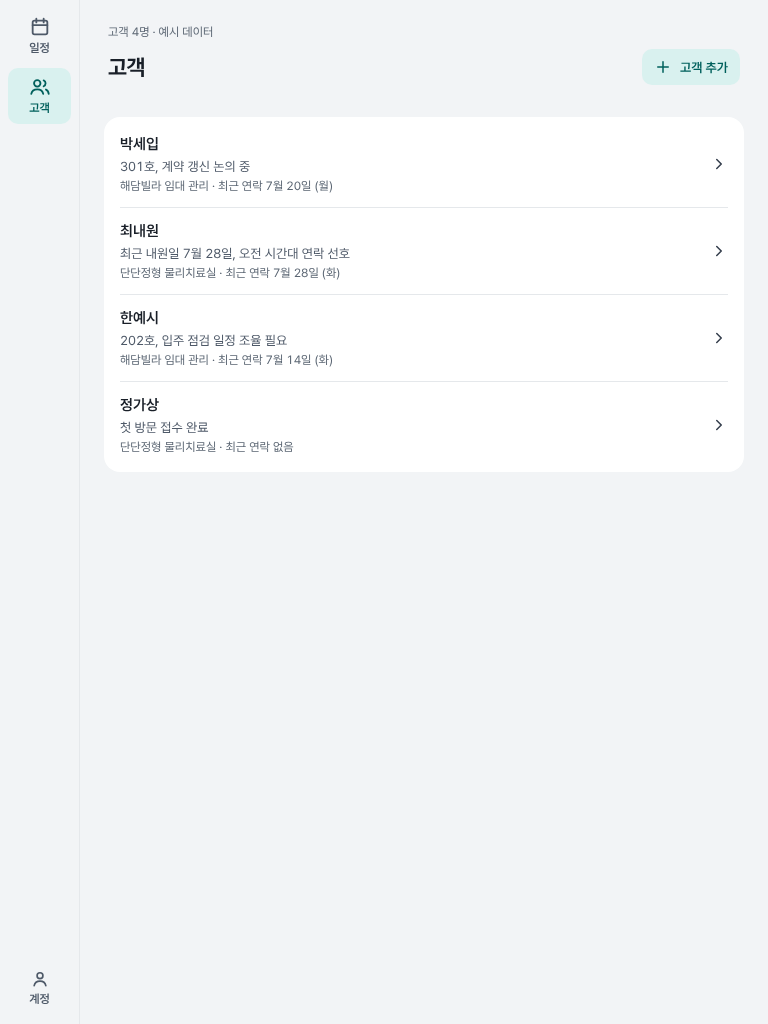 일정
고객
계정
고객 4명 · 예시 데이터
고객
고객 추가
박세입
301호, 계약 갱신 논의 중
해담빌라 임대 관리 · 최근 연락 7월 20일 (월)
최내원
최근 내원일 7월 28일, 오전 시간대 연락 선호
단단정형 물리치료실 · 최근 연락 7월 28일 (화)
한예시
202호, 입주 점검 일정 조율 필요
해담빌라 임대 관리 · 최근 연락 7월 14일 (화)
정가상
첫 방문 접수 완료
단단정형 물리치료실 · 최근 연락 없음